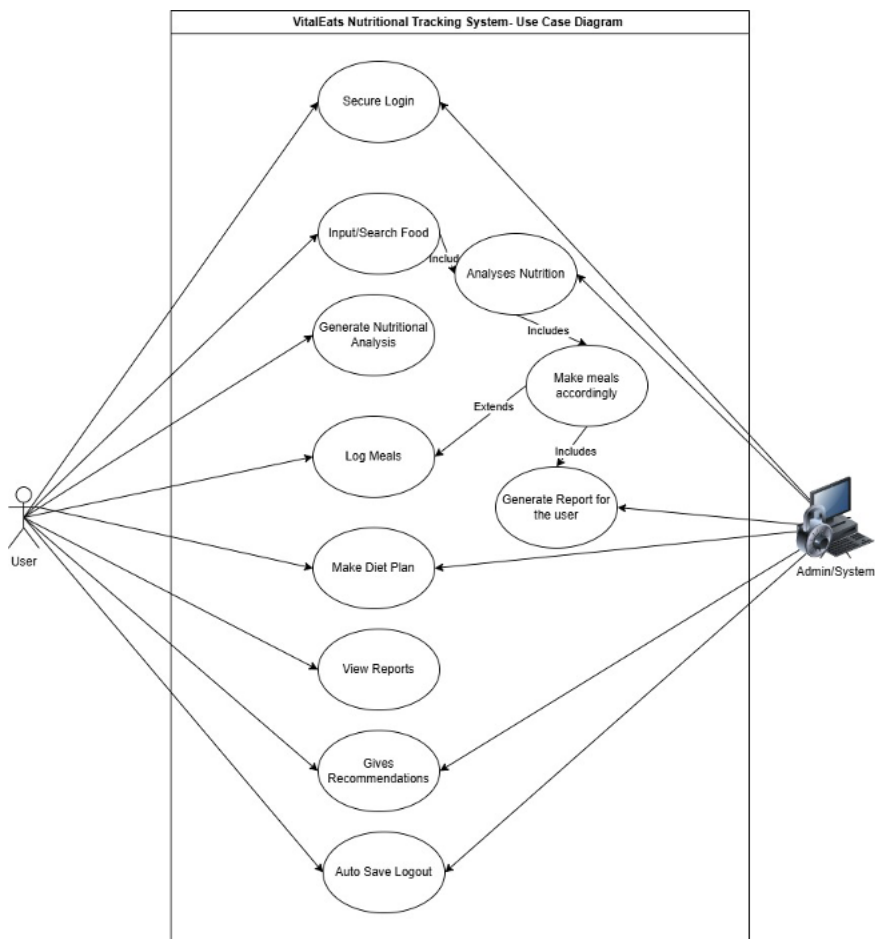 VitalEats Nutritional Tracking System- Use Case Diagram
Secure Login
Input/Search Food
Includ
Analyses Nutrition
Generate Nutritional
Analysis
Includes
Make meals
accordingly
Extends
Log Meals
Includes
Generate Report for
the user
User
Make Diet Plan
Admin/System
View Reports
Gives
Recommendations
Auto Save Logout